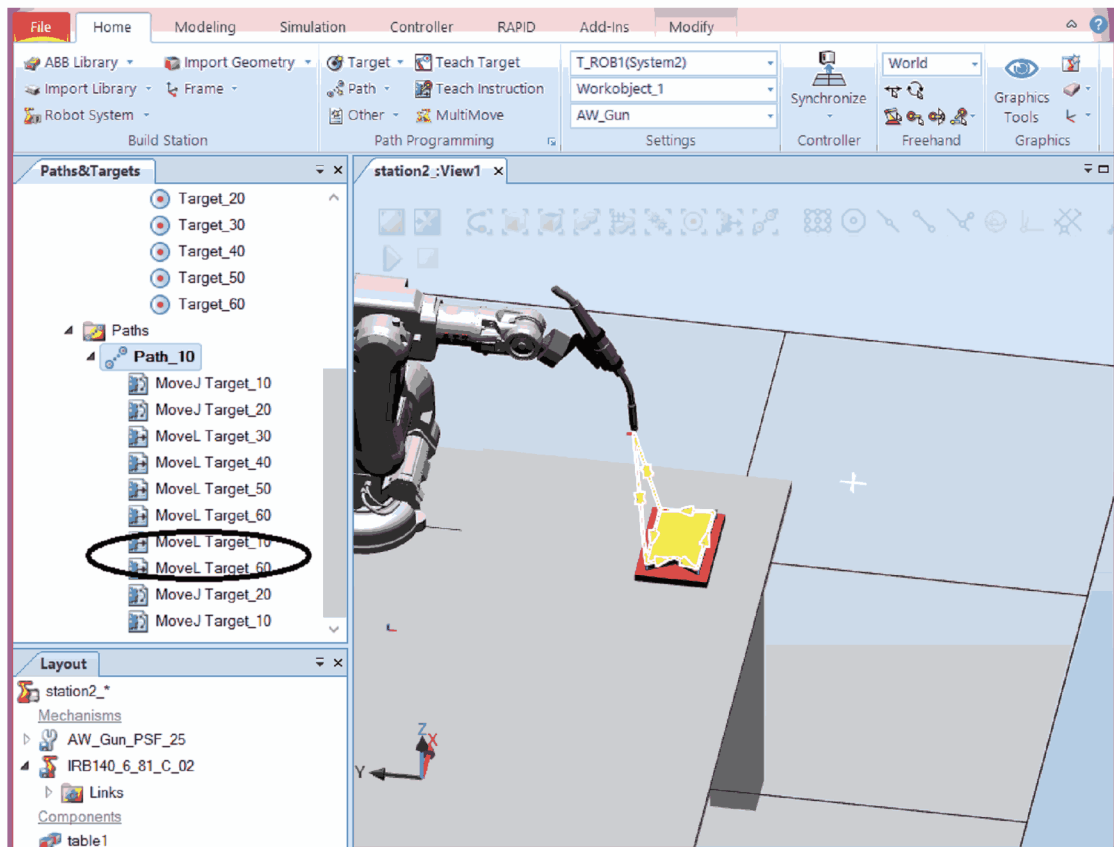 File Home Modeling Simulation Controller RAPID Add-Ins Modify
ABB Library Import Geometry Target Teach Target T_ROB1(System2) World
Import Library Frame Path Teach Instruction Workobject_1 Synchronize Graphics Tools
Robot System Other MultiMove AW_Gun
Build Station Path Programming Settings Controller Freehand Graphics
Paths&Targets station2_:View1
Target_20
Target_30
Target_40
Target_50
Target_60
Paths
Path_10
MoveJ Target_10
MoveJ Target_20
MoveL Target_30
MoveL Target_40
MoveL Target_50
MoveL Target_60
MoveL Target_10
MoveL Target_60
MoveJ Target_20
MoveJ Target_10
Layout
station2_*
Mechanisms
AW_Gun_PSF_25
IRB140_6_81_C_02
Links
Components
table1
Z
X
Y